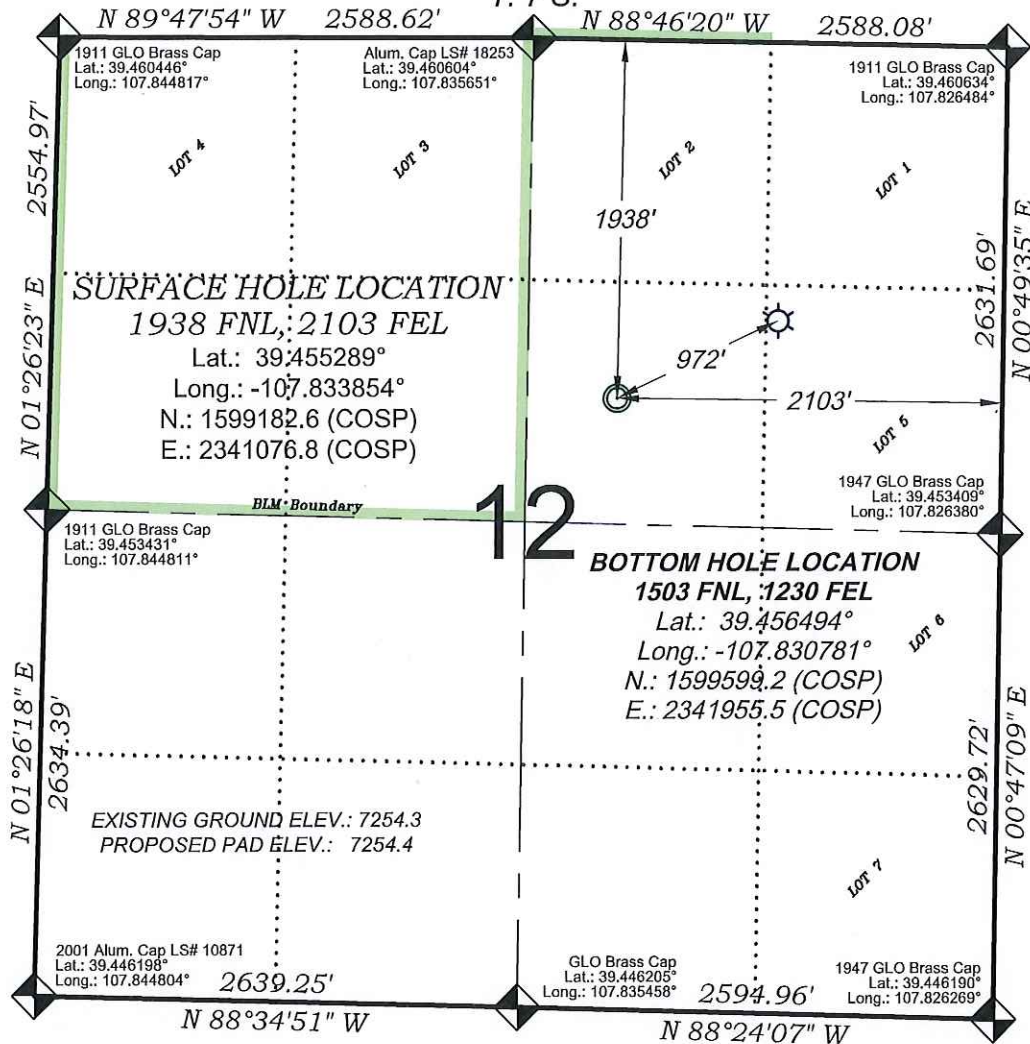 T. 7 S.
N 89°47'54" W 2588.62'
N 88°46'20" W 2588.08'
1911 GLO Brass Cap
Lat.: 39.460446°
Long.: 107.844817°
Alum. Cap LS# 18253
Lat.: 39.460604°
Long.: 107.835651°
1911 GLO Brass Cap
Lat.: 39.460634°
Long.: 107.826484°
2554.97'
N 01°26'23" E
LOT 4
LOT 3
LOT 2
LOT 1
1938'
2631.69'
N 00°49'35" E
SURFACE HOLE LOCATION
1938 FNL, 2103 FEL
Lat.: 39.455289°
Long.: -107.833854°
N.: 1599182.6 (COSP)
E.: 2341076.8 (COSP)
972'
2103'
LOT 5
BLM Boundary
12
1947 GLO Brass Cap
Lat.: 39.453409°
Long.: 107.826380°
1911 GLO Brass Cap
Lat.: 39.453431°
Long.: 107.844811°
BOTTOM HOLE LOCATION
1503 FNL, 1230 FEL
Lat.: 39.456494°
Long.: -107.830781°
N.: 1599599.2 (COSP)
E.: 2341955.5 (COSP)
LOT 6
N 01°26'18" E
2634.39'
2629.72'
N 00°47'09" E
EXISTING GROUND ELEV.: 7254.3
PROPOSED PAD ELEV.: 7254.4
LOT 7
2001 Alum. Cap LS# 10871
Lat.: 39.446198°
Long.: 107.844804°
GLO Brass Cap
Lat.: 39.446205°
Long.: 107.835458°
1947 GLO Brass Cap
Lat.: 39.446190°
Long.: 107.826269°
2639.25'
N 88°34'51" W
2594.96'
N 88°24'07" W